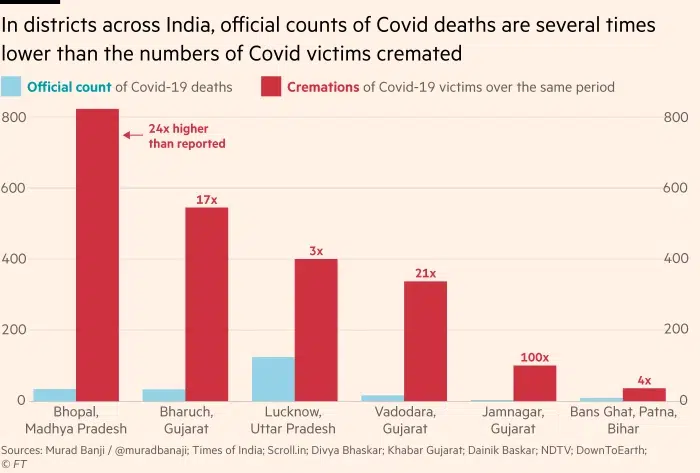 In districts across India, official counts of Covid deaths are several times
lower than the numbers of Covid victims cremated
Official count of Covid-19 deaths
Cremations of Covid-19 victims over the same period
800
800
24x higher
than reported
600
600
17x
3x
400
400
21x
200
200
100x
4x
0
0
Bhopal,
Madhya Pradesh
Bharuch,
Gujarat
Lucknow,
Uttar Pradesh
Vadodara,
Gujarat
Jamnagar,
Gujarat
Bans Ghat, Patna,
Bihar
Sources: Murad Banji / @muradbanaji; Times of India; Scroll.in; Divya Bhaskar; Khabar Gujarat; Dainik Baskar; NDTV; DownToEarth;
© FT